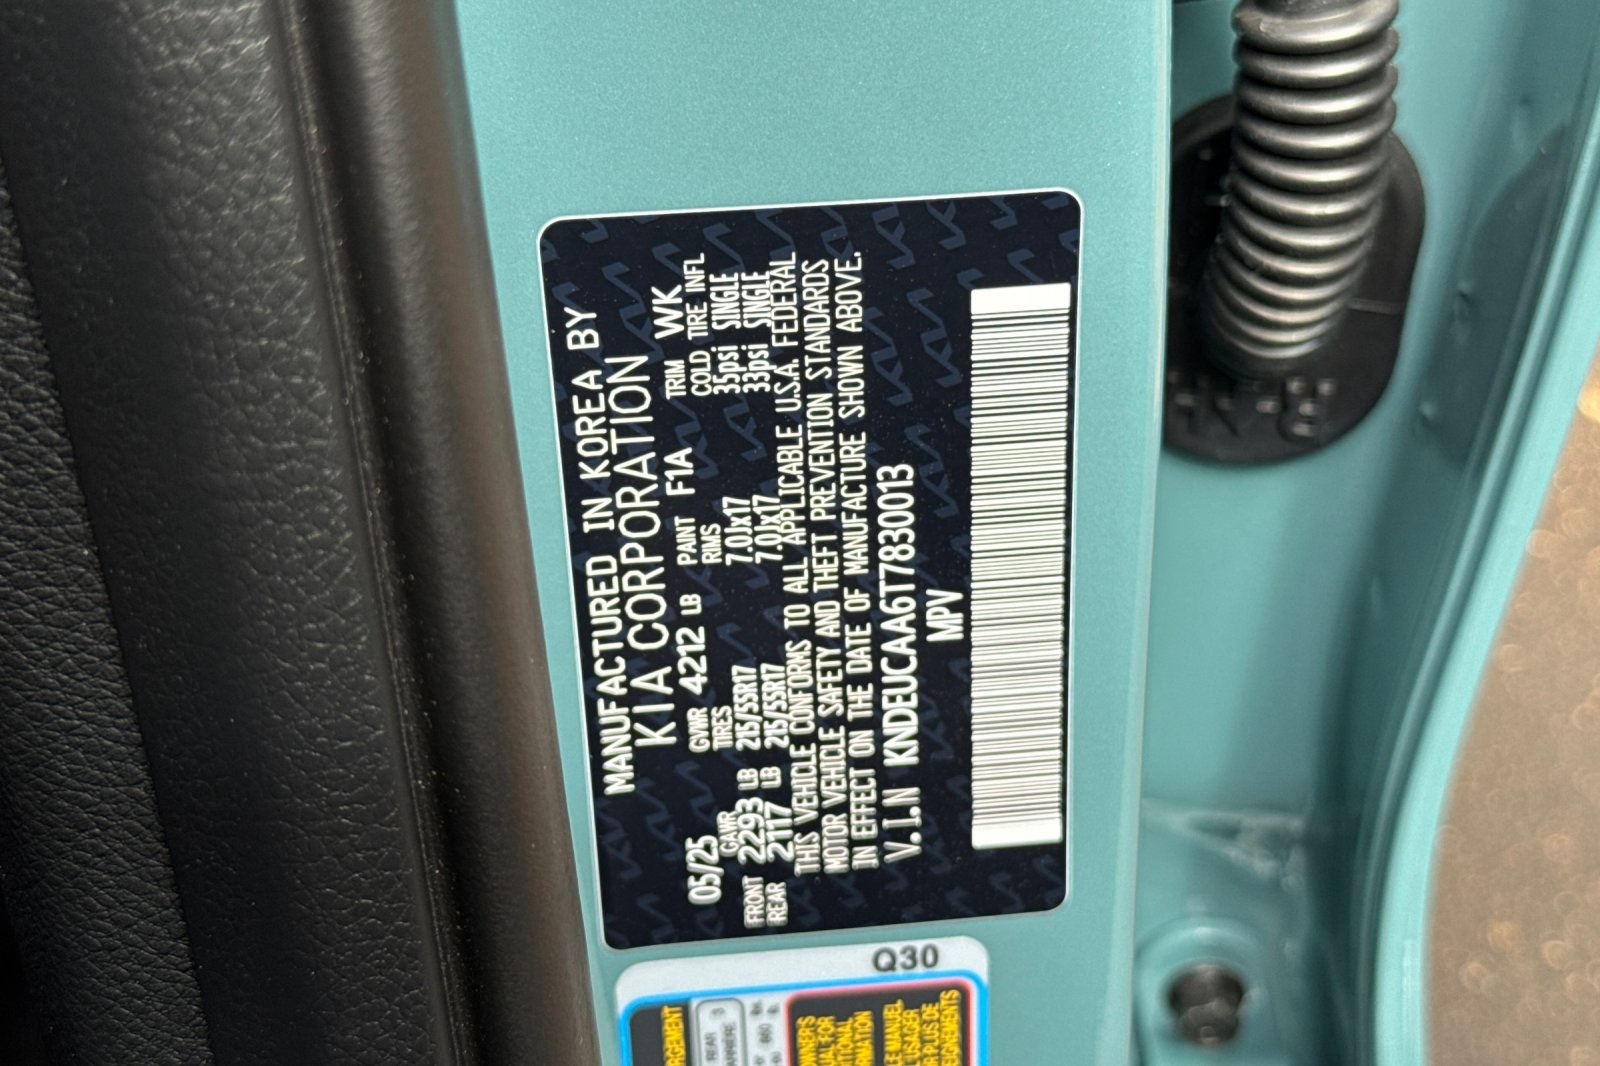 MANUFACTURED IN KOREA BY
KIA CORPORATION
05/25 GVWR 4212 LB PAINT F1A TRIM WK
GAWR TIRES RIMS COLD TIRE INFL
FRONT 2293 LB 215/55R17 7.0Jx17 35psi SINGLE
REAR 2117 LB 215/55R17 7.0Jx17 33psi SINGLE
THIS VEHICLE CONFORMS TO ALL APPLICABLE U.S.A. FEDERAL
MOTOR VEHICLE SAFETY AND THEFT PREVENTION STANDARDS
IN EFFECT ON THE DATE OF MANUFACTURE SHOWN ABOVE.
V.I.N KNDEUCAA6T7830013
MPV
Q30
REAR
OWNER'S